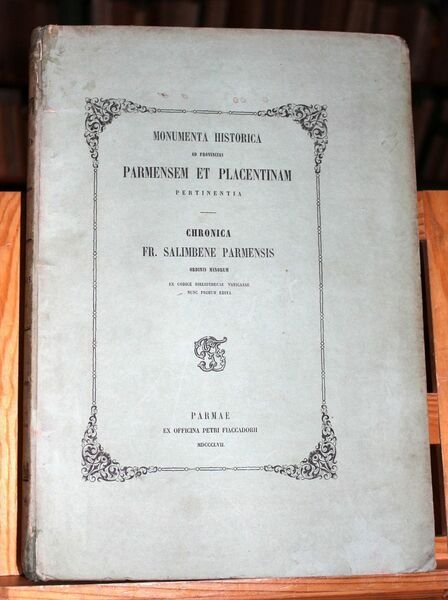 MONUMENTA HISTORICA
AD PROVINCIAS
PARMENSEM ET PLACENTINAM
PERTINENTIA
CHRONICA
FR. SALIMBENE PARMENSIS
ORDINIS MINORUM
EX CODICE BIBLIOTHECAE VATICANAE
NUNC PRIMUM EDITA
PARMAE
EX OFFICINA PETRI FIACCADORII
MDCCCLVII.